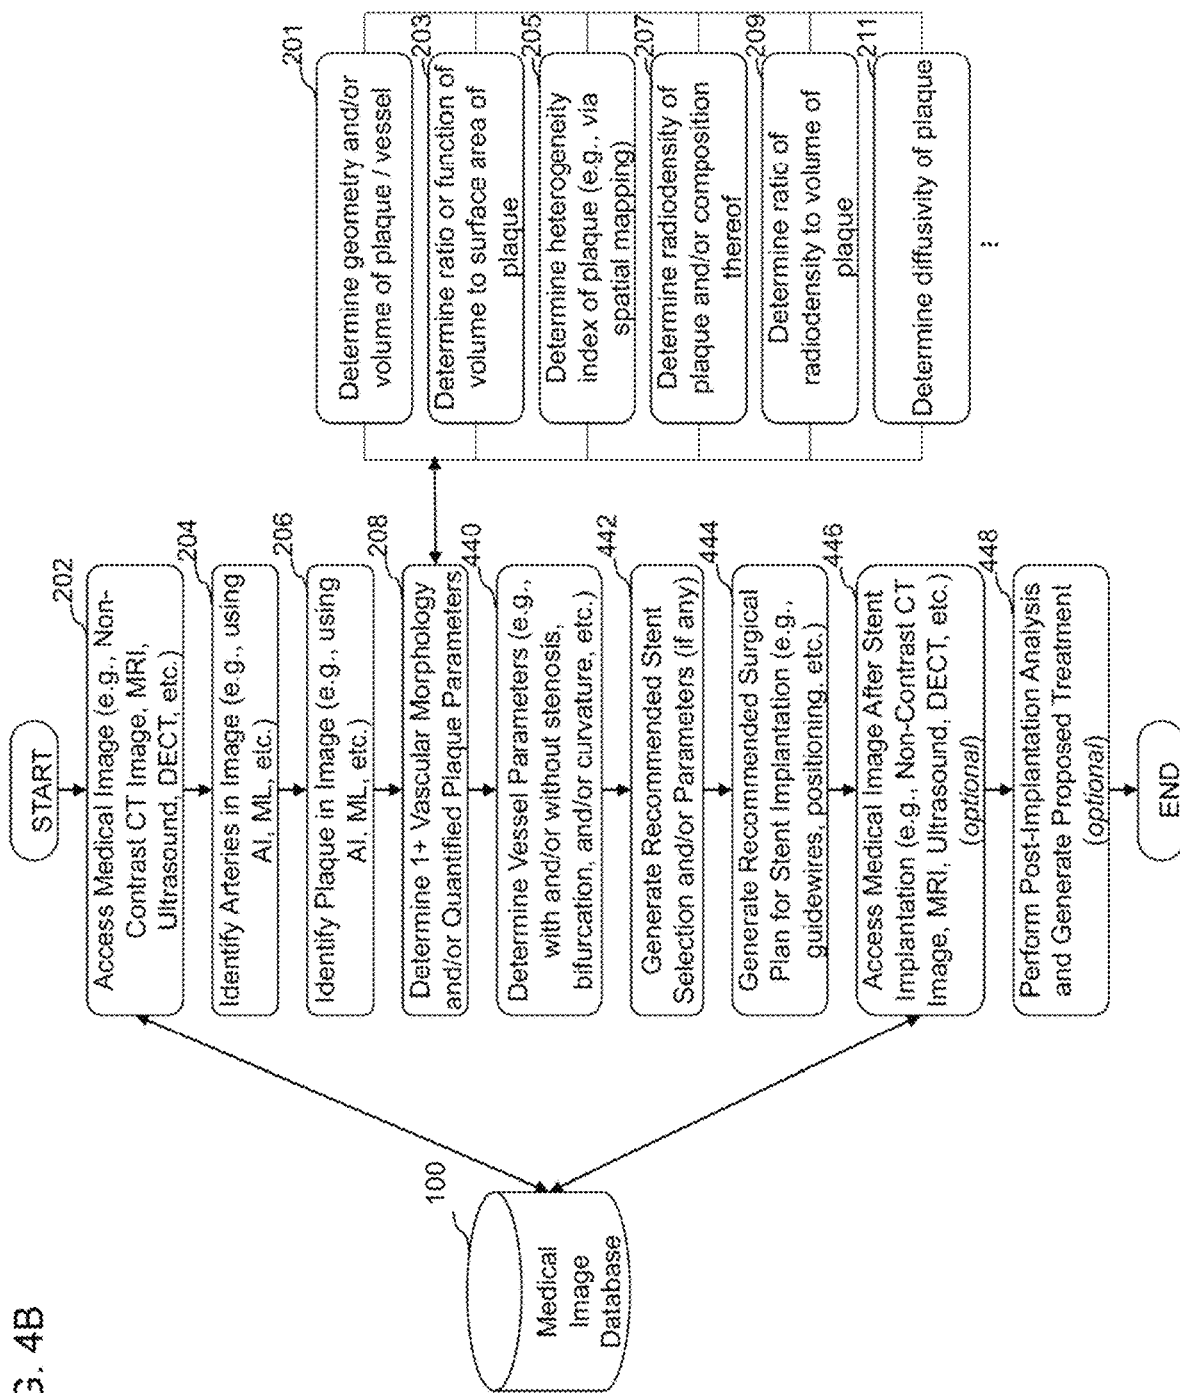 G. 4B
START
202
Access Medical Image (e.g., Non-
Contrast CT Image, MRI,
Ultrasound, DECT, etc.)
204
Identify Arteries in Image (e.g., using
AI, ML, etc.)
206
Identify Plaque in Image (e.g., using
AI, ML, etc.)
208
Determine 1+ Vascular Morphology
and/or Quantified Plaque Parameters
440
Determine Vessel Parameters (e.g.,
with and/or without stenosis,
bifurcation, and/or curvature, etc.)
442
Generate Recommended Stent
Selection and/or Parameters (if any)
444
Generate Recommended Surgical
Plan for Stent Implantation (e.g.,
guidewires, positioning, etc.)
446
Access Medical Image After Stent
Implantation (e.g., Non-Contrast CT
Image, MRI, Ultrasound, DECT, etc.)
(optional)
448
Perform Post-Implantation Analysis
and Generate Proposed Treatment
(optional)
END
100
Medical
Image
Database
201
Determine geometry and/or
volume of plaque / vessel
203
Determine ratio or function of
volume to surface area of
plaque
205
Determine heterogeneity
index of plaque (e.g., via
spatial mapping)
207
Determine radiodensity of
plaque and/or composition
thereof
209
Determine ratio of
radiodensity to volume of
plaque
211
Determine diffusivity of plaque